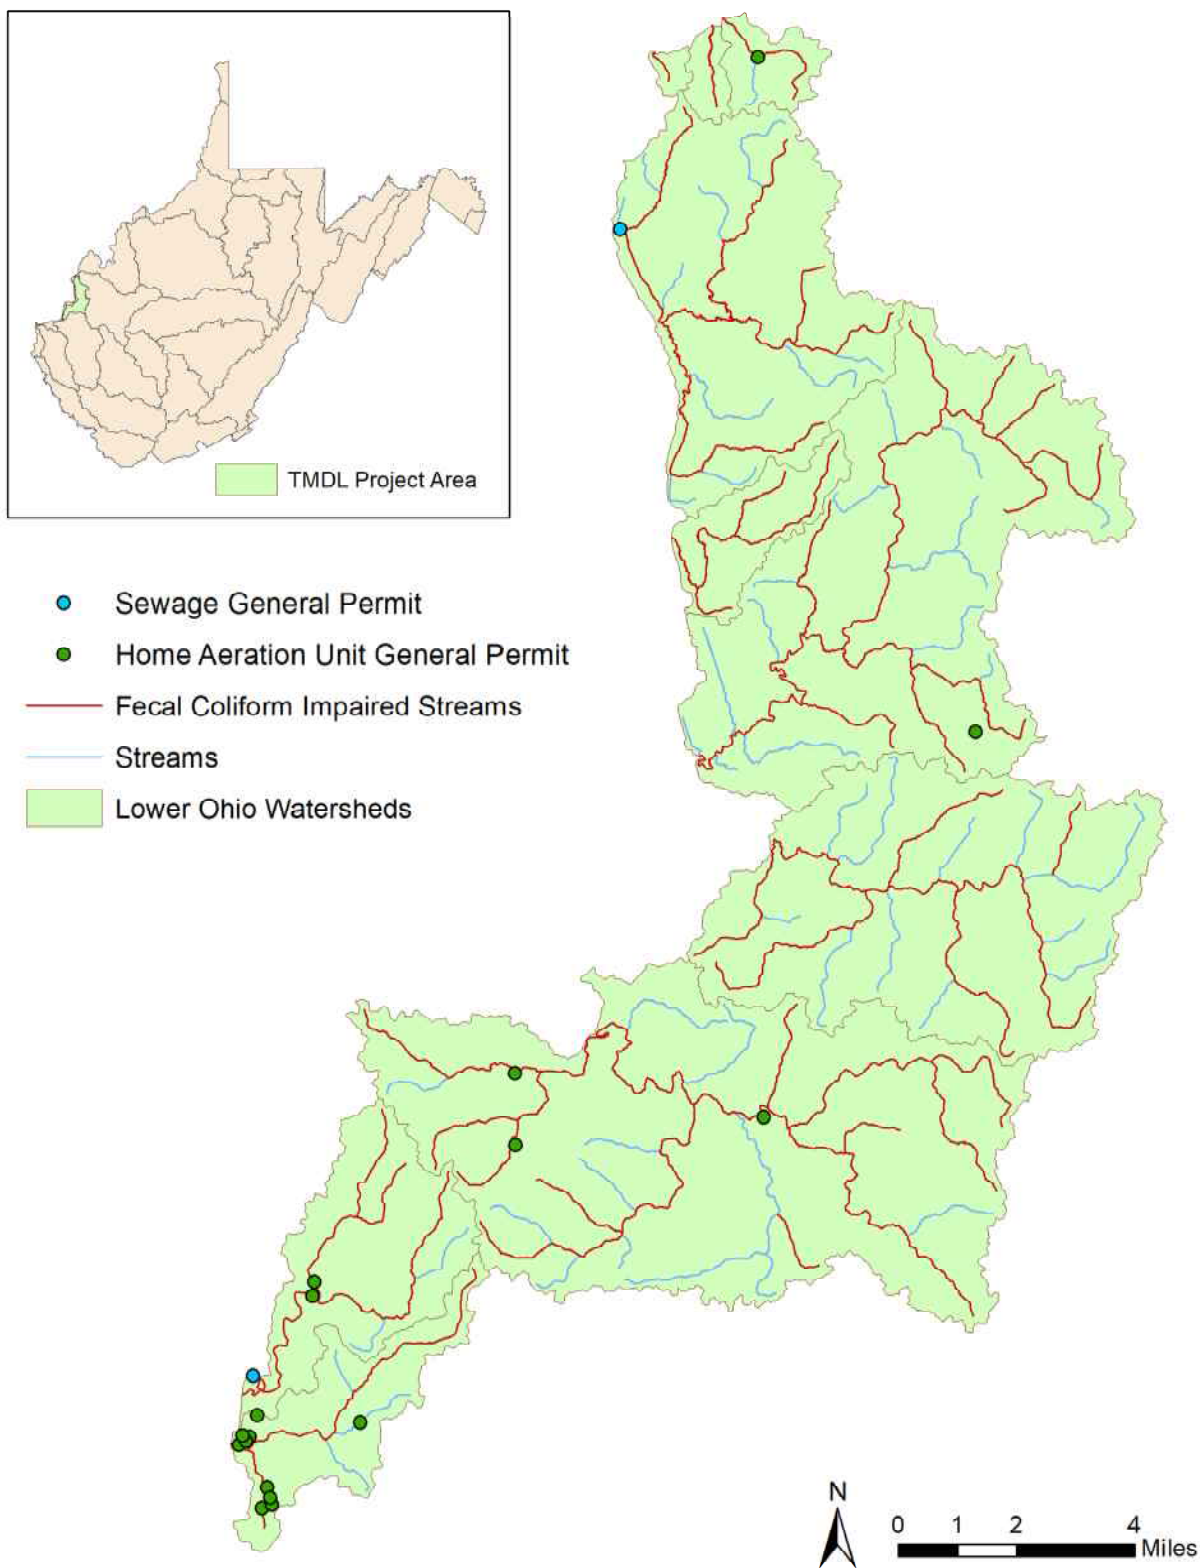 TMDL Project Area
Sewage General Permit
Home Aeration Unit General Permit
Fecal Coliform Impaired Streams
Streams
Lower Ohio Watersheds
N
0 1 2 4
Miles